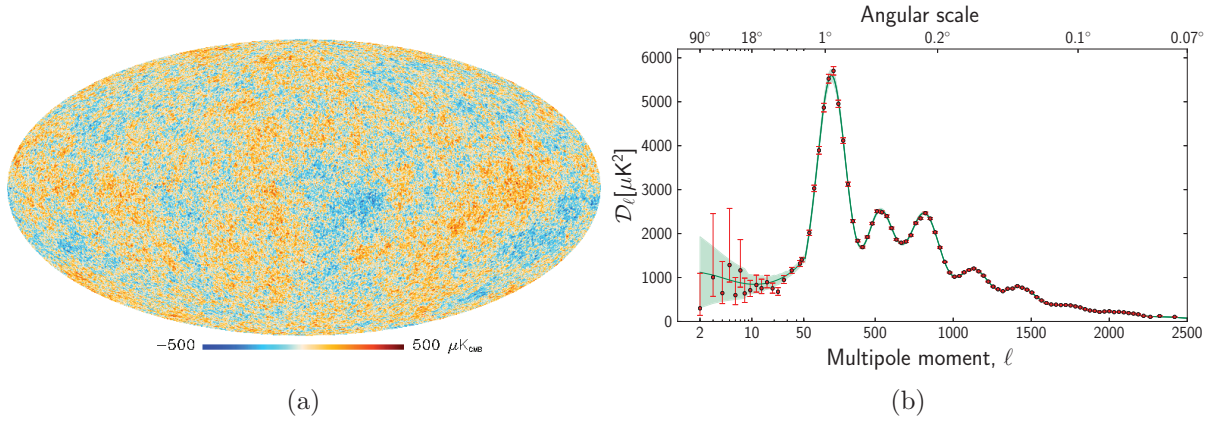 −500 500 μK_CMB
(a)
Angular scale
90° 18° 1° 0.2° 0.1° 0.07°
6000
5000
4000
3000
2000
1000
0
𝒟_ℓ[μK²]
2 10 50 500 1000 1500 2000 2500
Multipole moment, ℓ
(b)